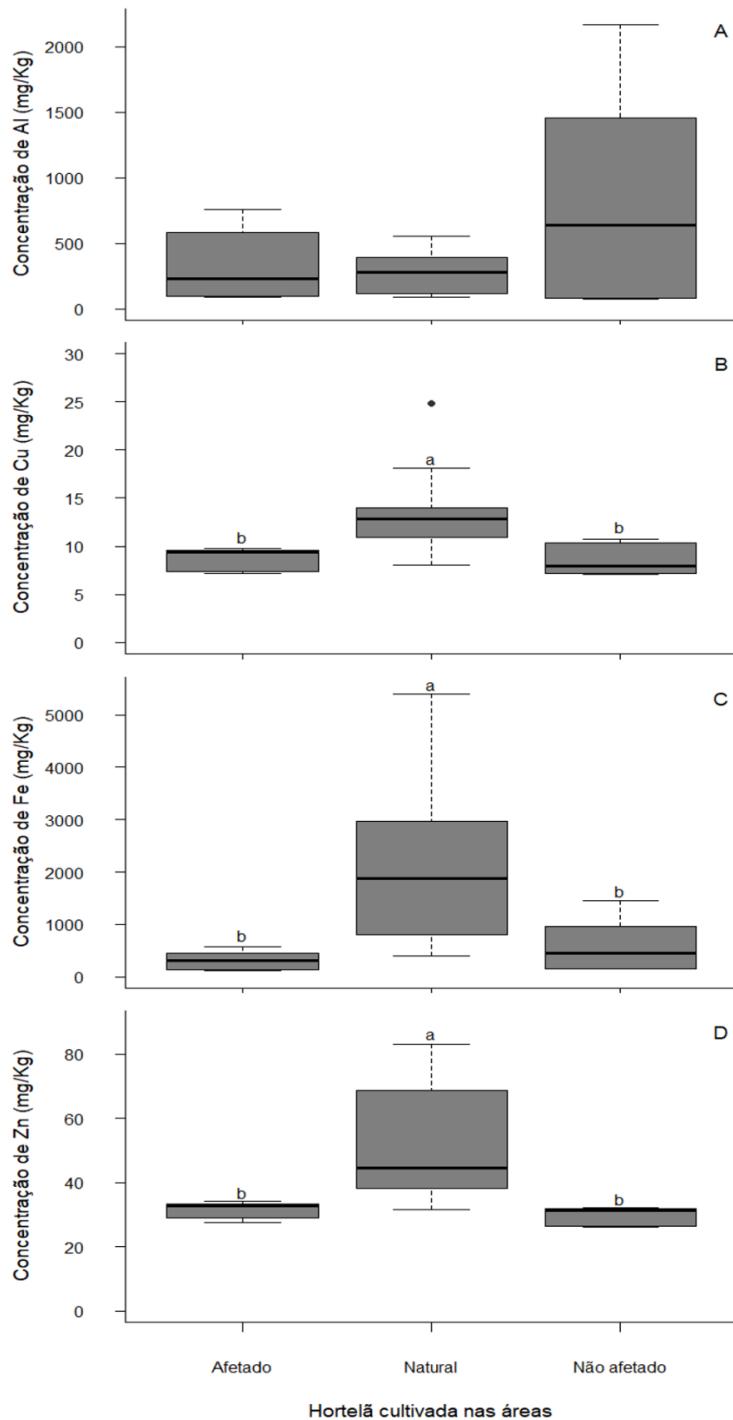 A
Concentração de Al (mg/Kg)
2000
1500
1000
500
0
B
Concentração de Cu (mg/Kg)
30
25
20
15
10
5
0
b
a
b
C
Concentração de Fe (mg/Kg)
5000
4000
3000
2000
1000
0
b
a
b
D
Concentração de Zn (mg/Kg)
80
60
40
20
0
b
a
b
Afetado
Natural
Não afetado
Hortelã cultivada nas áreas